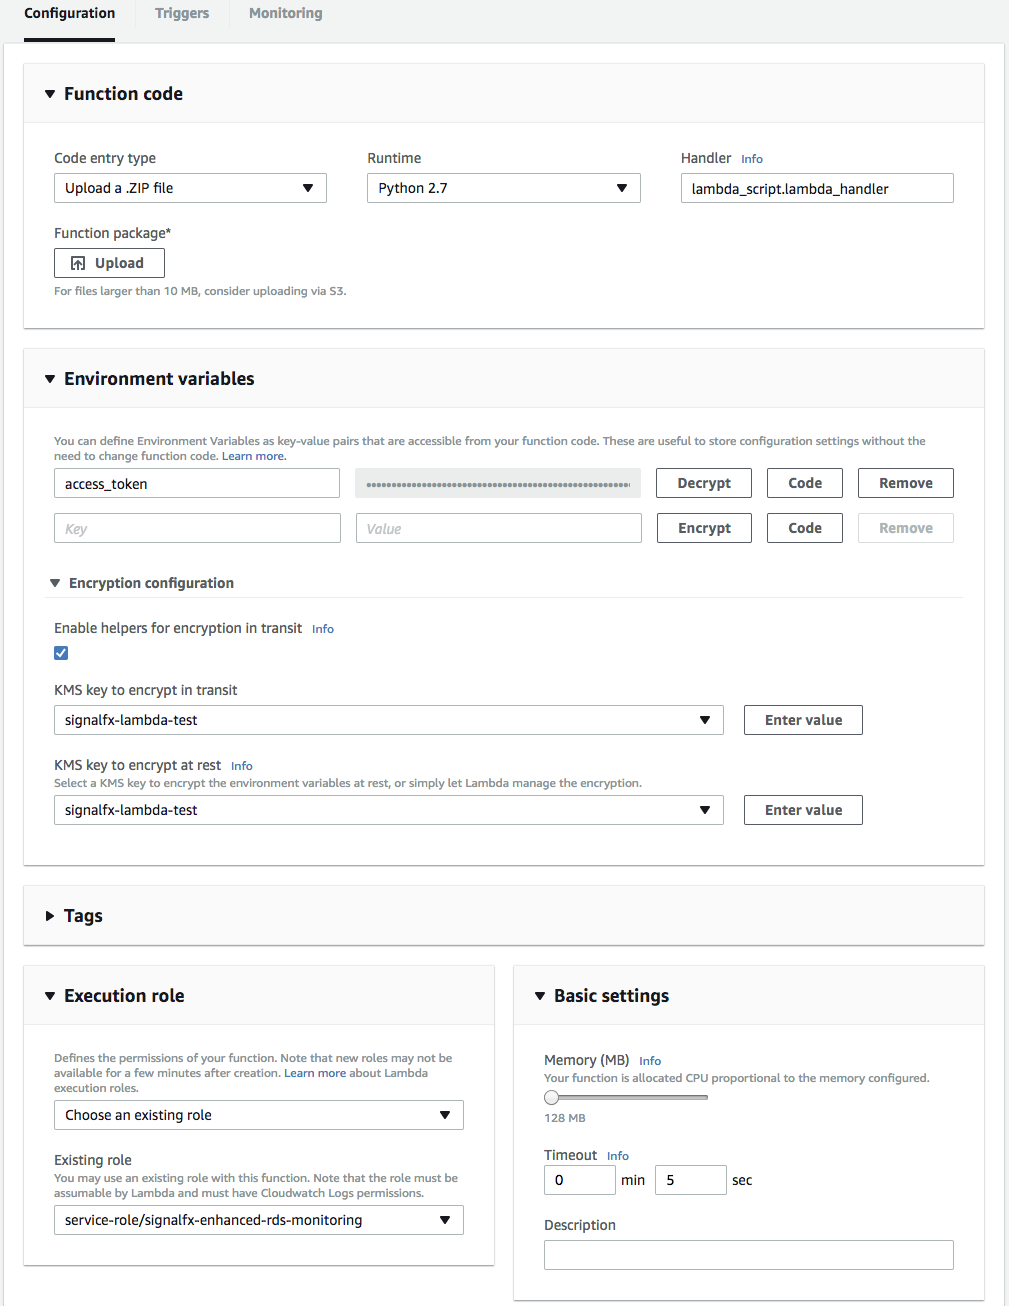 Configuration Triggers Monitoring
Function code
Code entry type Runtime Handler Info
Upload a .ZIP file Python 2.7 lambda_script.lambda_handler
Function package*
Upload
For files larger than 10 MB, consider uploading via S3.
Environment variables
You can define Environment Variables as key-value pairs that are accessible from your function code. These are useful to store configuration settings without the
need to change function code. Learn more.
access_token Decrypt Code Remove
Key Value Encrypt Code Remove
Encryption configuration
Enable helpers for encryption in transit Info
KMS key to encrypt in transit
signalfx-lambda-test Enter value
KMS key to encrypt at rest Info
Select a KMS key to encrypt the environment variables at rest, or simply let Lambda manage the encryption.
signalfx-lambda-test Enter value
Tags
Execution role
Defines the permissions of your function. Note that new roles may not be
available for a few minutes after creation. Learn more about Lambda
execution roles.
Choose an existing role
Existing role
You may use an existing role with this function. Note that the role must be
assumable by Lambda and must have Cloudwatch Logs permissions.
service-role/signalfx-enhanced-rds-monitoring
Basic settings
Memory (MB) Info
Your function is allocated CPU proportional to the memory configured.
128 MB
Timeout Info
0 min 5 sec
Description